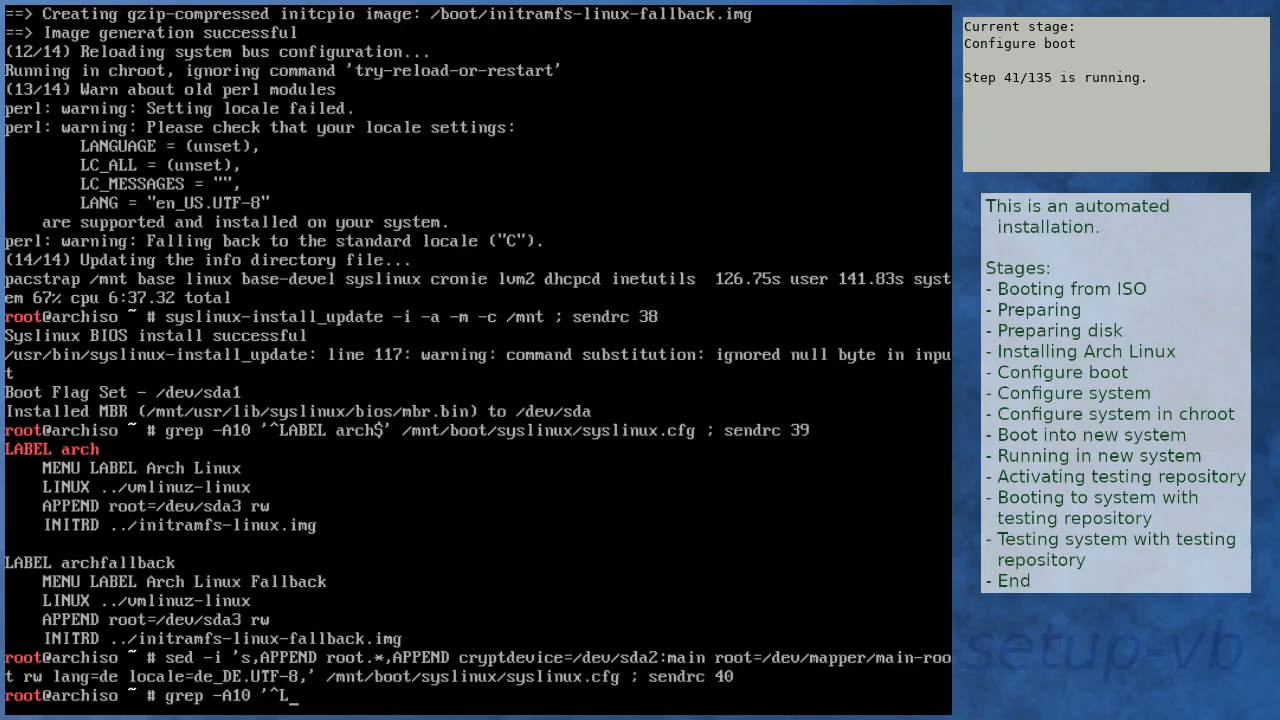 ==> Creating gzip-compressed initcpio image: /boot/initramfs-linux-fallback.img
==> Image generation successful
(12/14) Reloading system bus configuration...
Running in chroot, ignoring command 'try-reload-or-restart'
(13/14) Warn about old perl modules
perl: warning: Setting locale failed.
perl: warning: Please check that your locale settings:
        LANGUAGE = (unset),
        LC_ALL = (unset),
        LC_MESSAGES = "",
        LANG = "en_US.UTF-8"
    are supported and installed on your system.
perl: warning: Falling back to the standard locale ("C").
(14/14) Updating the info directory file...
pacstrap /mnt base linux base-devel syslinux cronie lvm2 dhcpcd inetutils  126.75s user 141.83s syst
em 67% cpu 6:37.32 total
root@archiso ~ # syslinux-install_update -i -a -m -c /mnt ; sendrc 38
Syslinux BIOS install successful
/usr/bin/syslinux-install_update: line 117: warning: command substitution: ignored null byte in inpu
t
Boot Flag Set - /dev/sda1
Installed MBR (/mnt/usr/lib/syslinux/bios/mbr.bin) to /dev/sda
root@archiso ~ # grep -A10 '^LABEL arch$' /mnt/boot/syslinux/syslinux.cfg ; sendrc 39
LABEL arch
    MENU LABEL Arch Linux
    LINUX ../vmlinuz-linux
    APPEND root=/dev/sda3 rw
    INITRD ../initramfs-linux.img

LABEL archfallback
    MENU LABEL Arch Linux Fallback
    LINUX ../vmlinuz-linux
    APPEND root=/dev/sda3 rw
    INITRD ../initramfs-linux-fallback.img
root@archiso ~ # sed -i 's,APPEND root.*,APPEND cryptdevice=/dev/sda2:main root=/dev/mapper/main-roo
t rw lang=de locale=de_DE.UTF-8,' /mnt/boot/syslinux/syslinux.cfg ; sendrc 40
root@archiso ~ # grep -A10 '^L_
Current stage:
Configure boot

Step 41/135 is running.
This is an automated
installation.

Stages:
- Booting from ISO
- Preparing
- Preparing disk
- Installing Arch Linux
- Configure boot
- Configure system
- Configure system in chroot
- Boot into new system
- Running in new system
- Activating testing repository
- Booting to system with
testing repository
- Testing system with testing
repository
- End
setup-vb